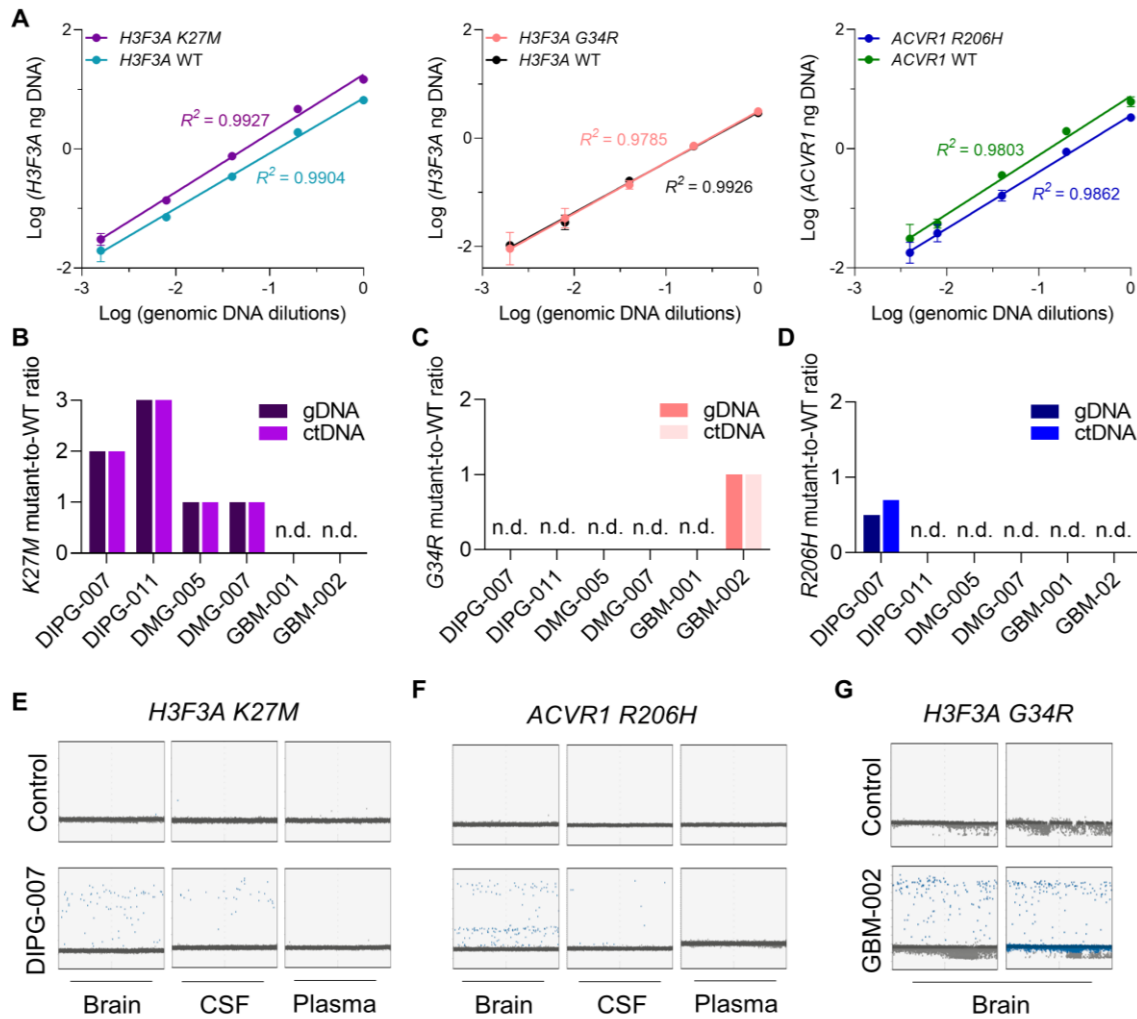 A
H3F3A K27M
H3F3A WT
R² = 0.9927
R² = 0.9904
Log (H3F3A ng DNA)
2
0
-2
-3
-2
-1
0
Log (genomic DNA dilutions)
H3F3A G34R
H3F3A WT
R² = 0.9785
R² = 0.9926
Log (H3F3A ng DNA)
2
0
-2
-3
-2
-1
0
Log (genomic DNA dilutions)
ACVR1 R206H
ACVR1 WT
R² = 0.9803
R² = 0.9862
Log (ACVR1 ng DNA)
2
0
-2
-3
-2
-1
0
Log (genomic DNA dilutions)
B
K27M mutant-to-WT ratio
3
2
1
0
gDNA
ctDNA
n.d.
n.d.
DIPG-007
DIPG-011
DMG-005
DMG-007
GBM-001
GBM-002
C
G34R mutant-to-WT ratio
2
1
0
gDNA
ctDNA
n.d.
n.d.
n.d.
n.d.
n.d.
DIPG-007
DIPG-011
DMG-005
DMG-007
GBM-001
GBM-002
D
R206H mutant-to-WT ratio
2
1
0
gDNA
ctDNA
n.d.
n.d.
n.d.
n.d.
n.d.
DIPG-007
DIPG-011
DMG-005
DMG-007
GBM-001
GBM-02
E
H3F3A K27M
Control
DIPG-007
Brain
CSF
Plasma
F
ACVR1 R206H
Brain
CSF
Plasma
G
H3F3A G34R
Control
GBM-002
Brain